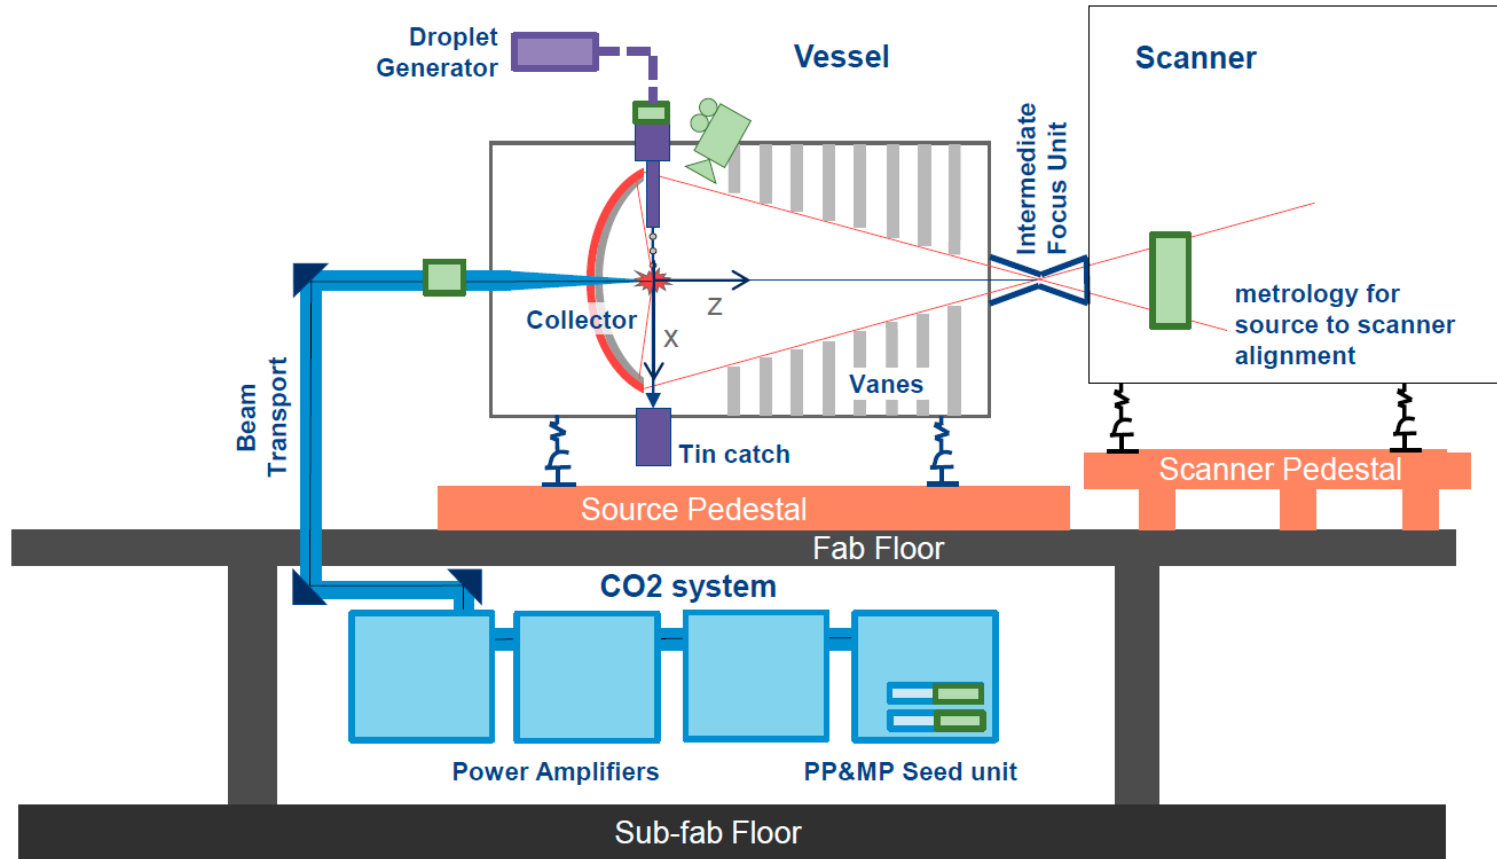 Droplet
Generator
Vessel
Scanner
Intermediate
Focus Unit
Z
X
Collector
metrology for
source to scanner
alignment
Vanes
Beam
Transport
Tin catch
Scanner Pedestal
Source Pedestal
Fab Floor
CO2 system
Power Amplifiers
PP&MP Seed unit
Sub-fab Floor